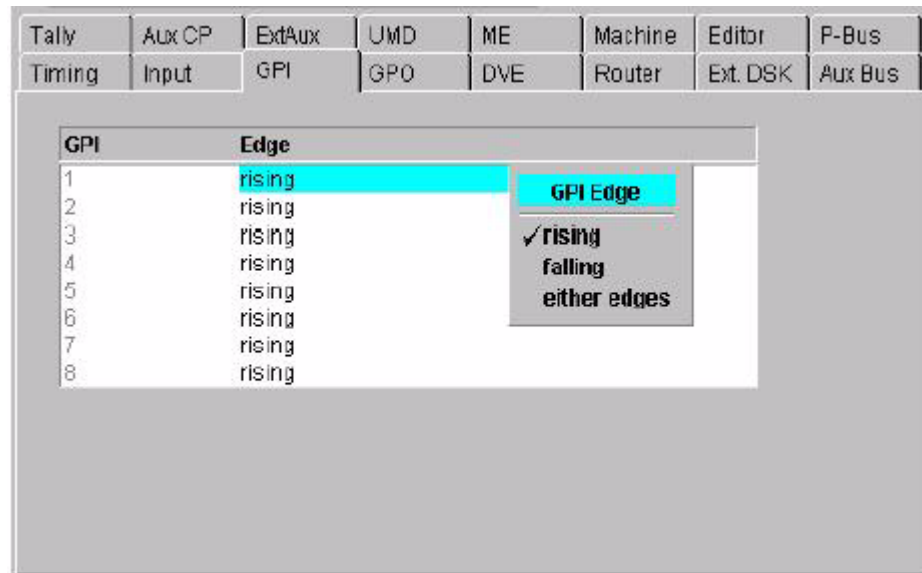 Tally Aux CP ExtAux UMD ME Machine Editor P-Bus
Timing Input GPI GPO DVE Router Ext. DSK Aux Bus
GPI Edge
1 rising
2 rising
3 rising
4 rising
5 rising
6 rising
7 rising
8 rising
GPI Edge
✓rising
falling
either edges